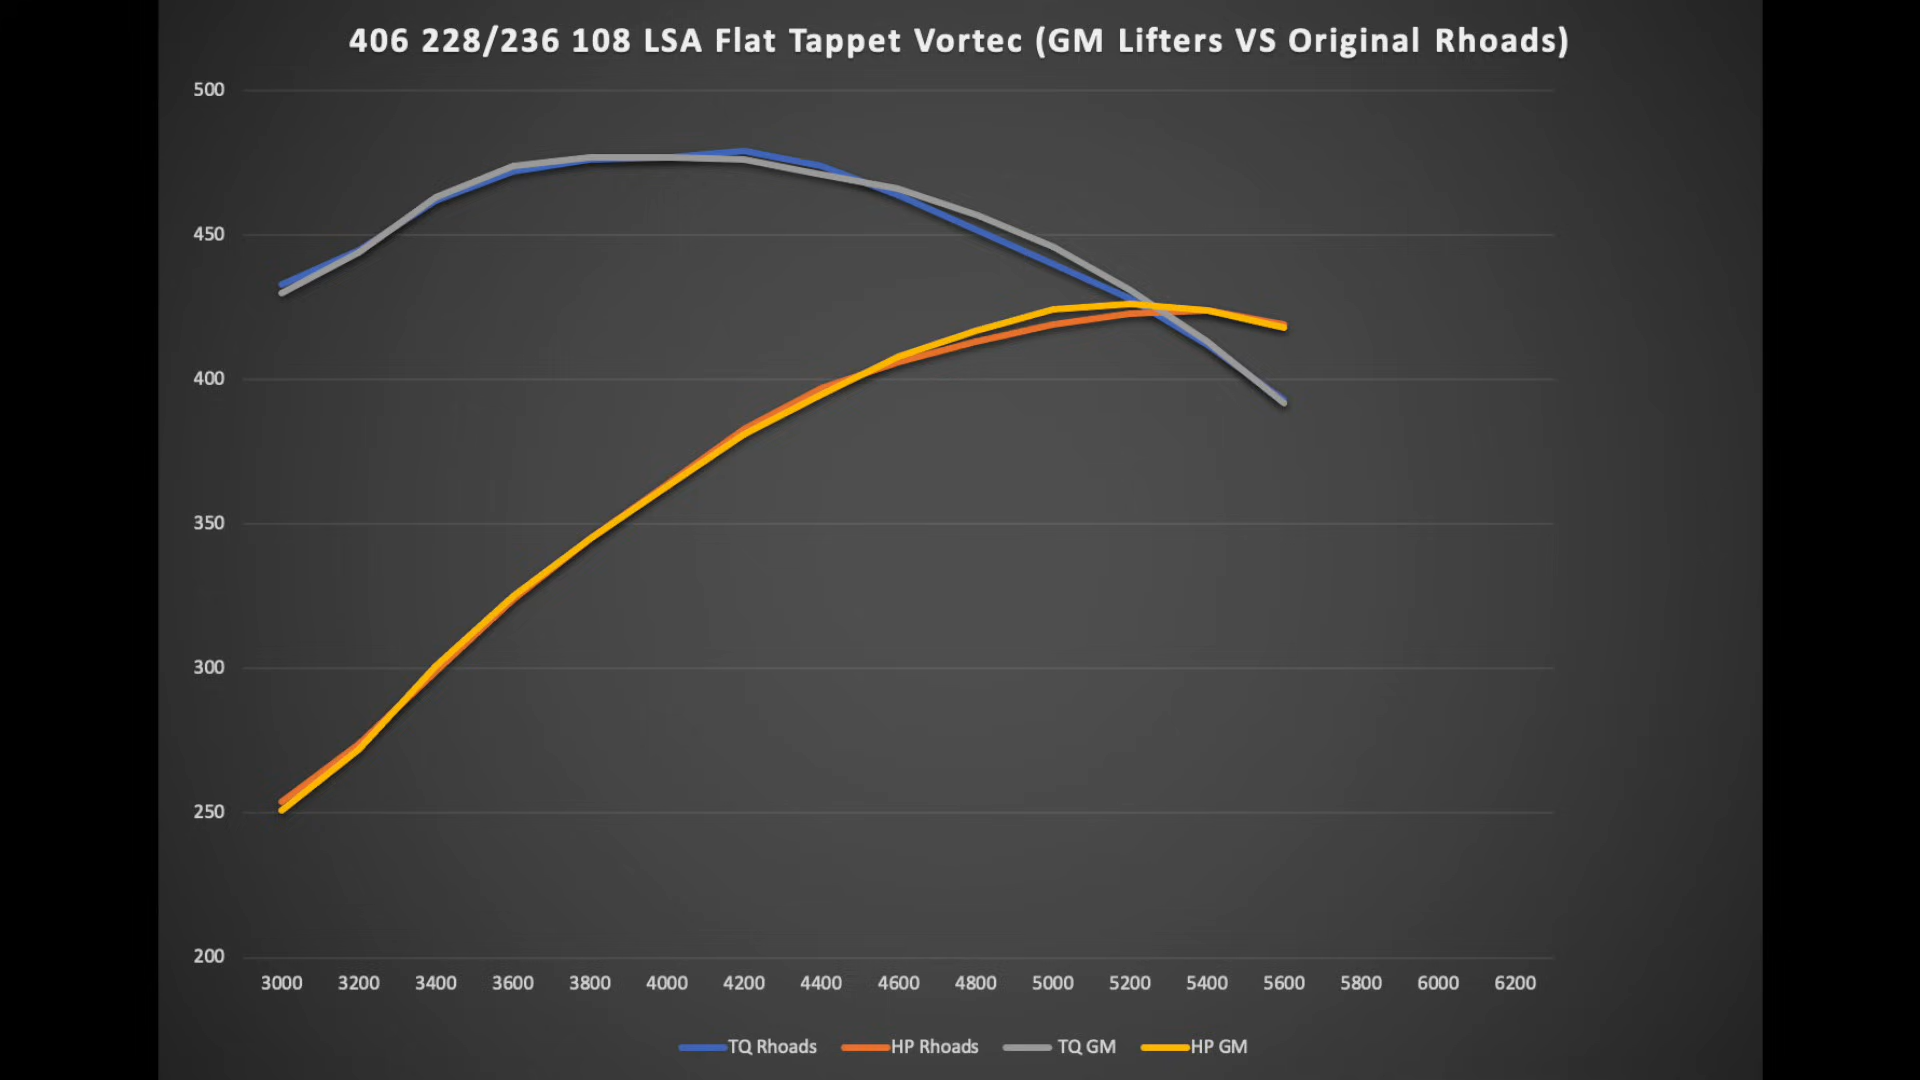 406 228/236 108 LSA Flat Tappet Vortec (GM Lifters VS Original Rhoads)
500
450
400
350
300
250
200
3000 3200 3400 3600 3800 4000 4200 4400 4600 4800 5000 5200 5400 5600 5800 6000 6200
TQ Rhoads HP Rhoads TQ GM HP GM